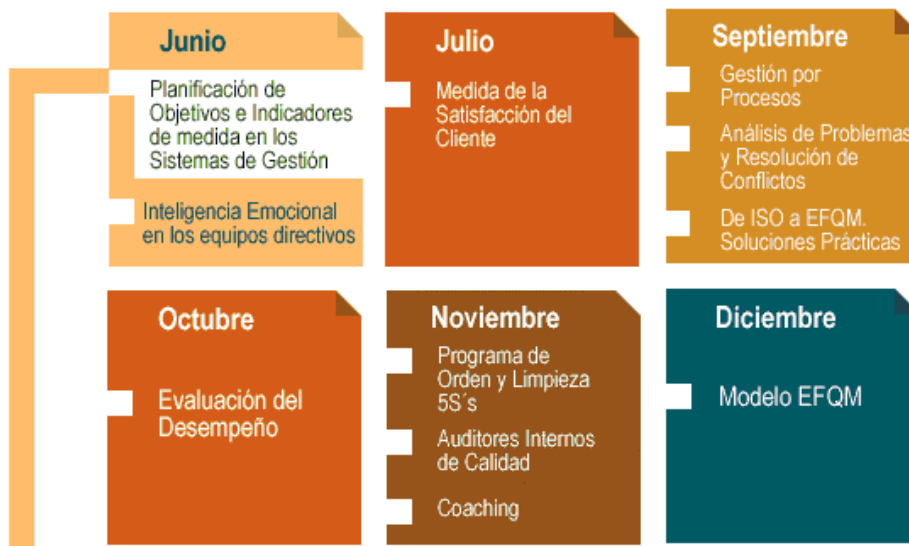 Junio
Planificación de
Objetivos e Indicadores
de medida en los
Sistemas de Gestión
Inteligencia Emocional
en los equipos directivos
Julio
Medida de la
Satisfacción del
Cliente
Septiembre
Gestión por
Procesos
Análisis de Problemas
y Resolución de
Conflictos
De ISO a EFQM.
Soluciones Prácticas
Octubre
Evaluación del
Desempeño
Noviembre
Programa de
Orden y Limpieza
5S´s
Auditores Internos
de Calidad
Coaching
Diciembre
Modelo EFQM